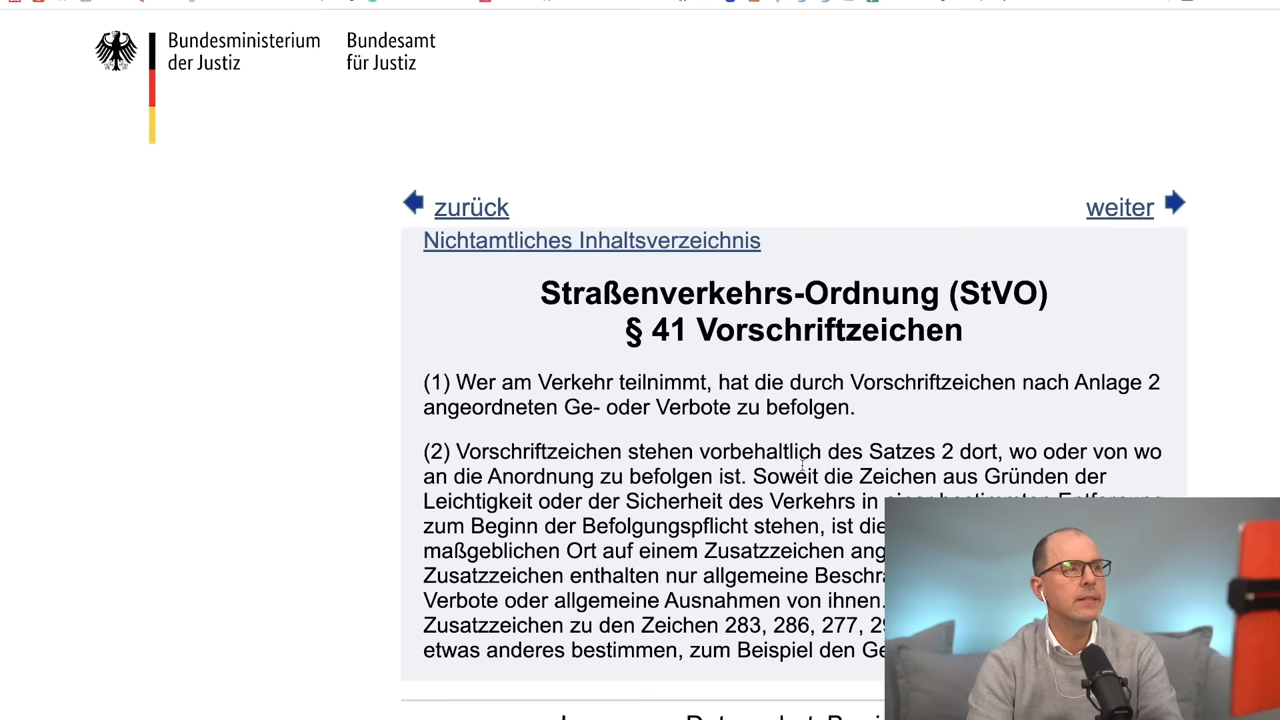 Bundesministerium der Justiz
Bundesamt für Justiz
zurück
weiter
Nichtamtliches Inhaltsverzeichnis
Straßenverkehrs-Ordnung (StVO)
§ 41 Vorschriftzeichen
(1) Wer am Verkehr teilnimmt, hat die durch Vorschriftzeichen nach Anlage 2
angeordneten Ge- oder Verbote zu befolgen.
(2) Vorschriftzeichen stehen vorbehaltlich des Satzes 2 dort, wo oder von wo
an die Anordnung zu befolgen ist. Soweit die Zeichen aus Gründen der
Leichtigkeit oder der Sicherheit des Verkehrs in
zum Beginn der Befolgungspflicht stehen, ist
maßgeblichen Ort auf einem Zusatzzeichen
Zusatzzeichen enthalten nur allgemeine
Verbote oder allgemeine Ausnahmen von ihnen.
Zusatzzeichen zu den Zeichen 283, 286, 277,
etwas anderes bestimmen, zum Beispiel den